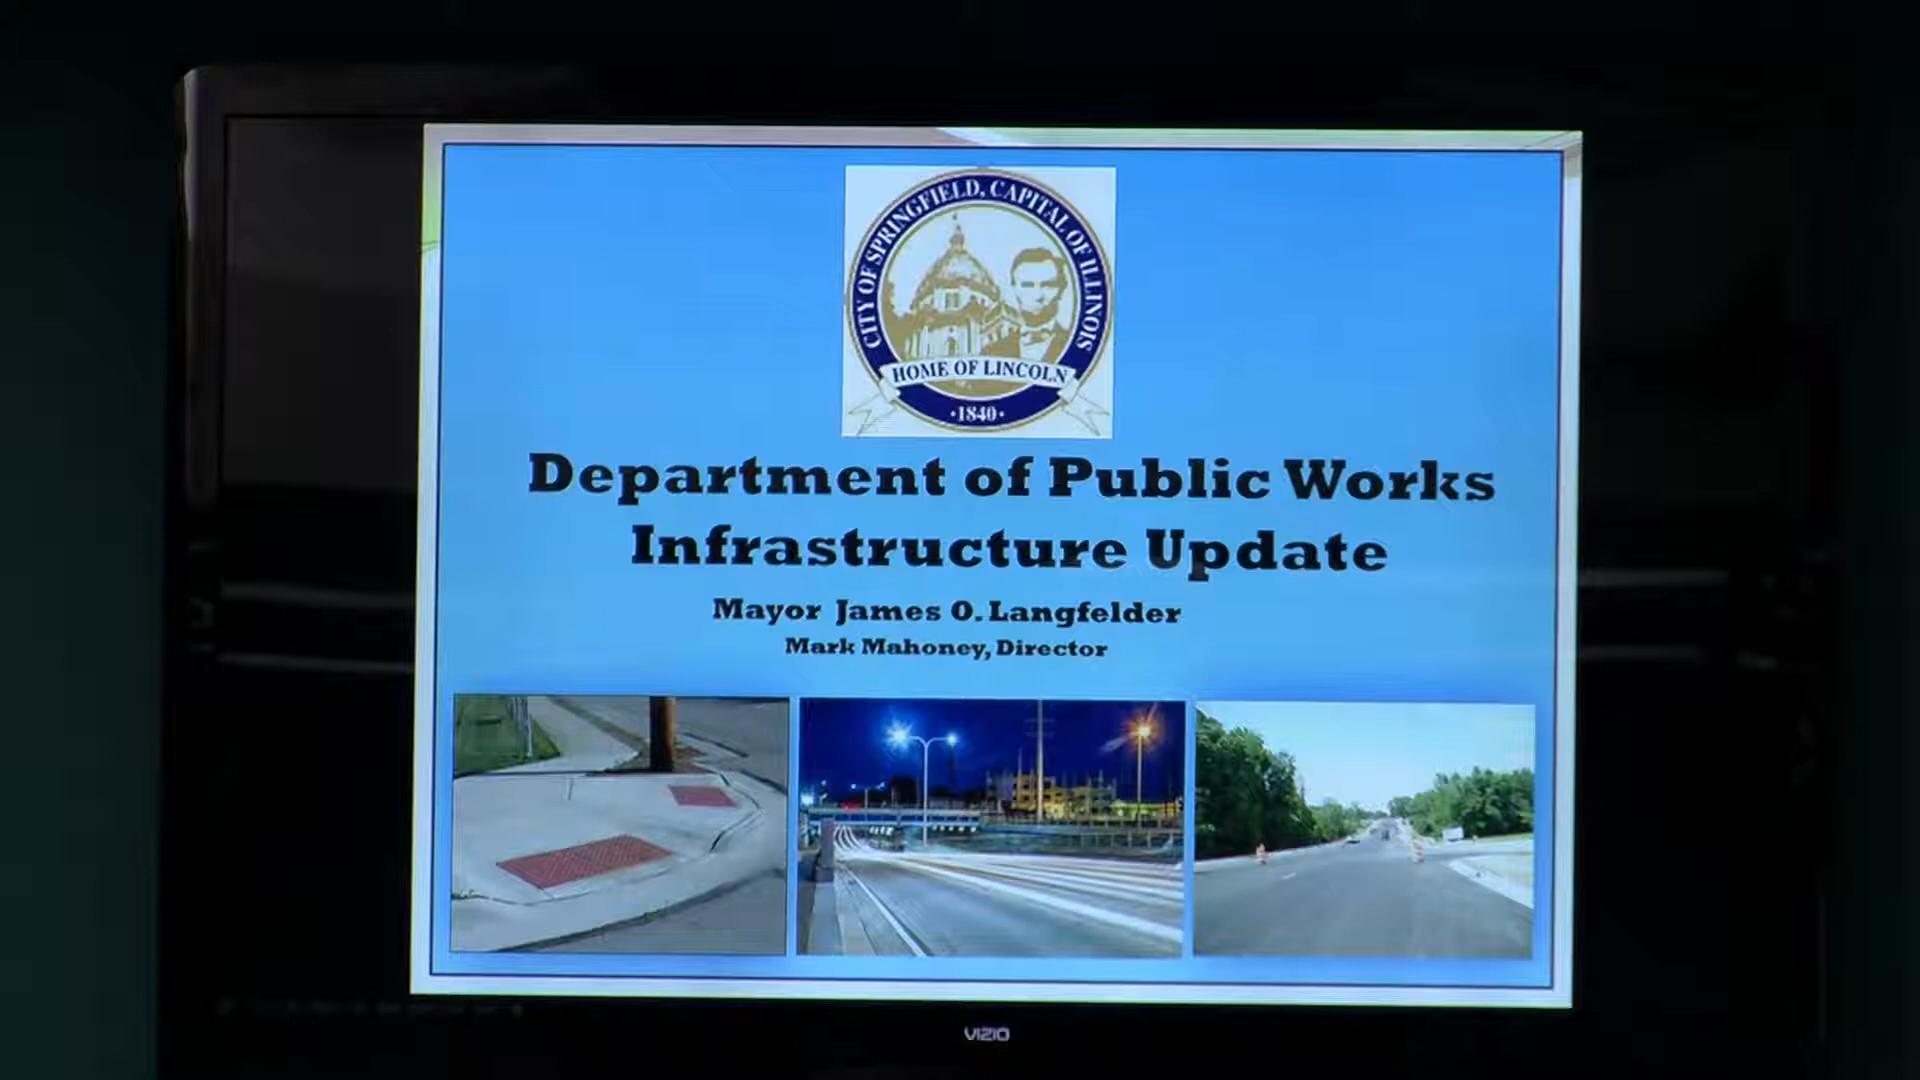 CITY OF SPRINGFIELD, CAPITAL OF ILLINOIS
HOME OF LINCOLN
·1840·
Department of Public Works
Infrastructure Update
Mayor James O. Langfelder
Mark Mahoney, Director
VIZIO